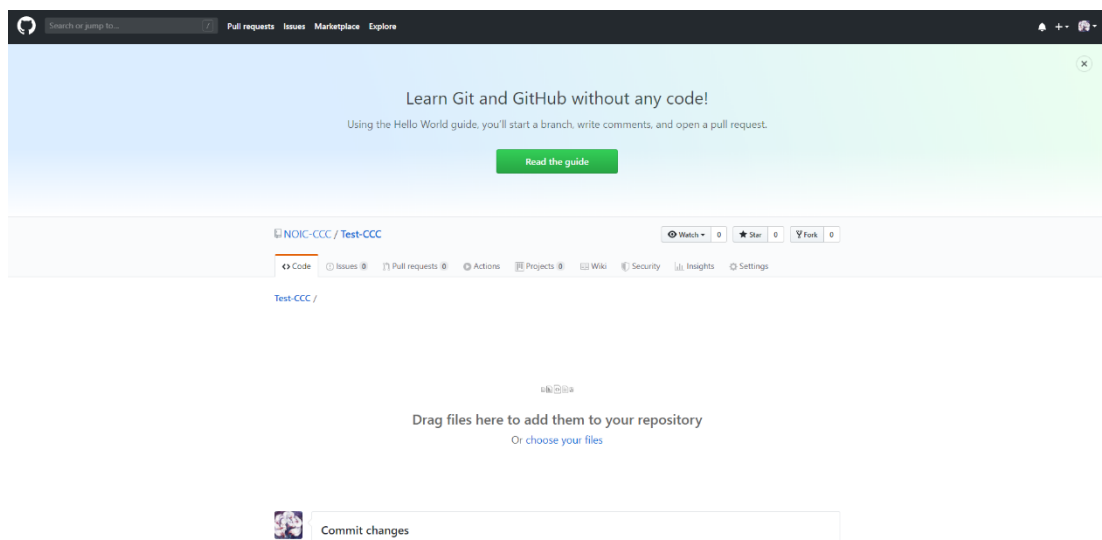 Search or jump to... /
Pull requests Issues Marketplace Explore
Learn Git and GitHub without any code!
Using the Hello World guide, you'll start a branch, write comments, and open a pull request.
Read the guide
NOIC-CCC / Test-CCC
Watch 0 Star 0 Fork 0
Code Issues 0 Pull requests 0 Actions Projects 0 Wiki Security Insights Settings
Test-CCC /
Drag files here to add them to your repository
Or choose your files
Commit changes